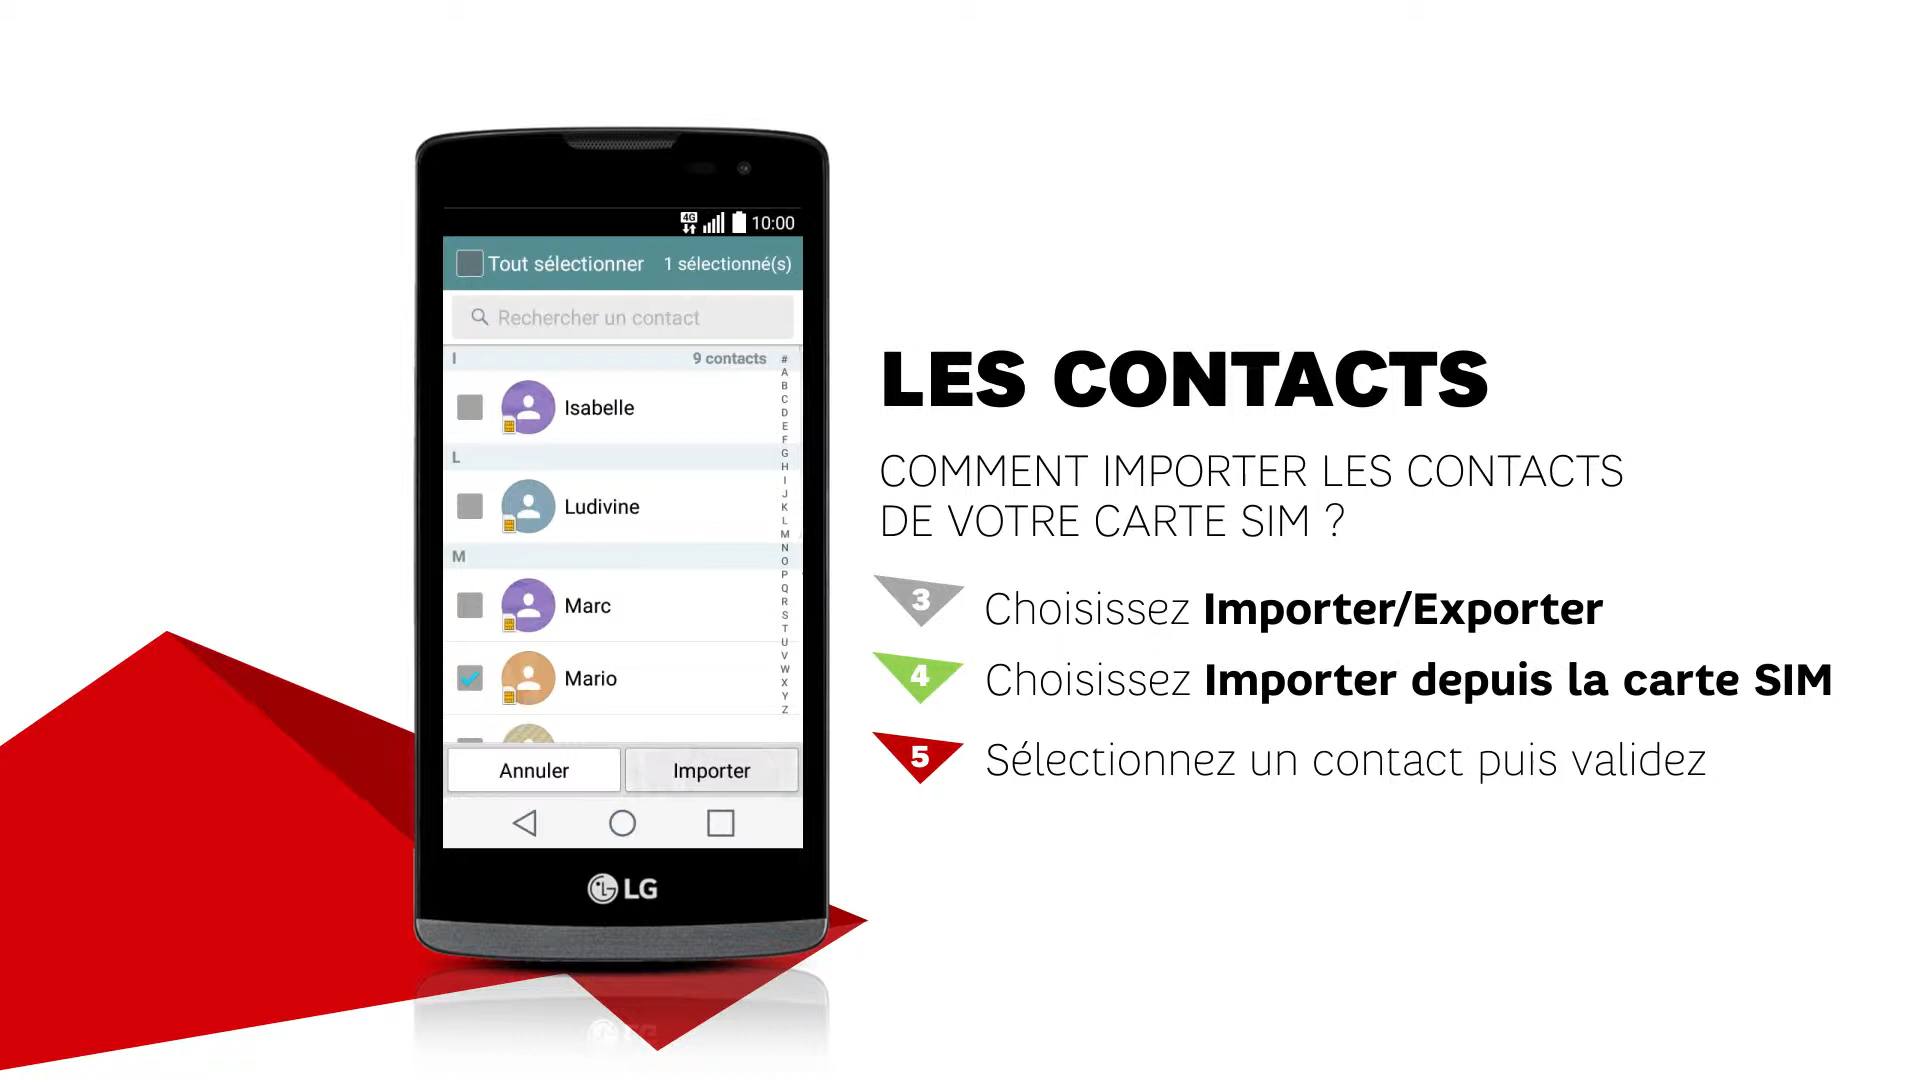 4G 10:00
Tout sélectionner 1 sélectionné(s)
Rechercher un contact
I 9 contacts
#
A
B
C
D
E
F
G
H
I
J
K
L
M
N
O
P
Q
R
S
T
U
V
W
X
Y
Z
Isabelle
L
Ludivine
M
Marc
Mario
Annuler Importer
LG
LES CONTACTS
COMMENT IMPORTER LES CONTACTS
DE VOTRE CARTE SIM ?
3 Choisissez Importer/Exporter
4 Choisissez Importer depuis la carte SIM
5 Sélectionnez un contact puis validez